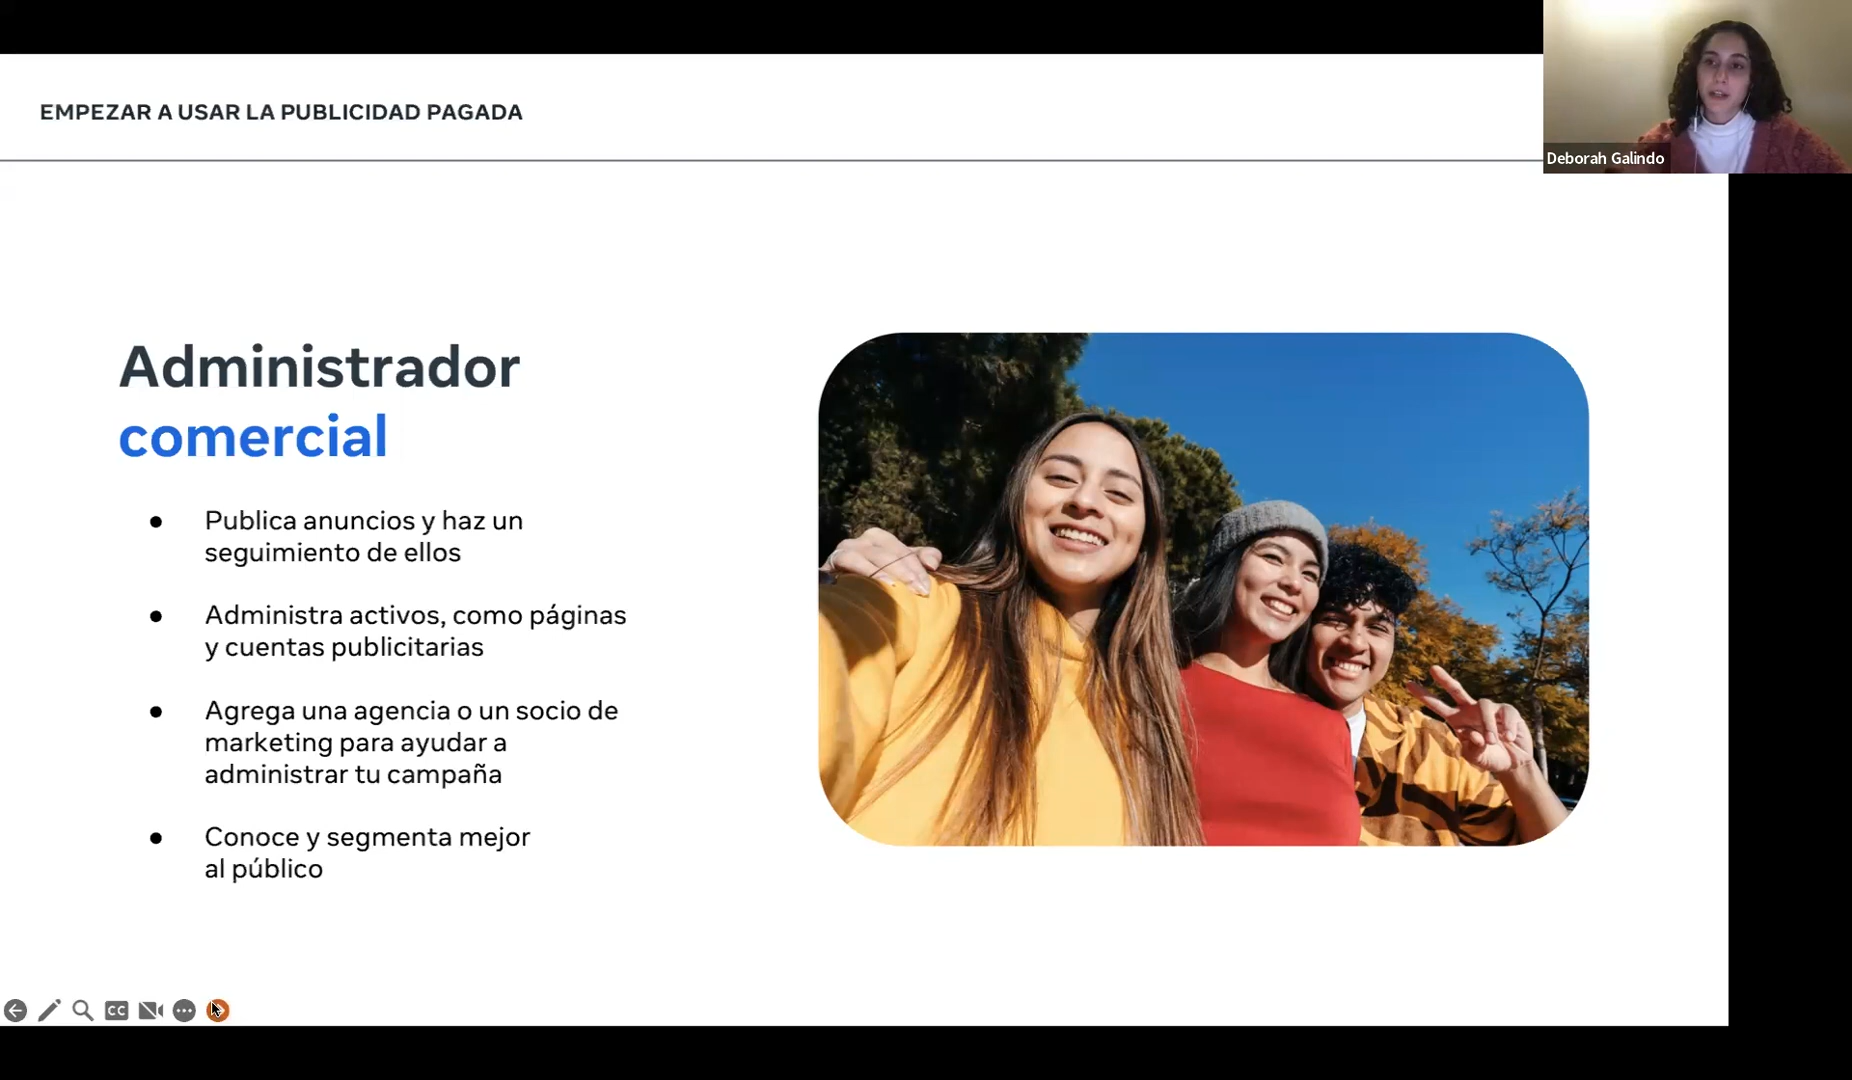 EMPEZAR A USAR LA PUBLICIDAD PAGADA
Deborah Galindo
Administrador
comercial
● Publica anuncios y haz un
seguimiento de ellos
● Administra activos, como páginas
y cuentas publicitarias
● Agrega una agencia o un socio de
marketing para ayudar a
administrar tu campaña
● Conoce y segmenta mejor
al público
CC